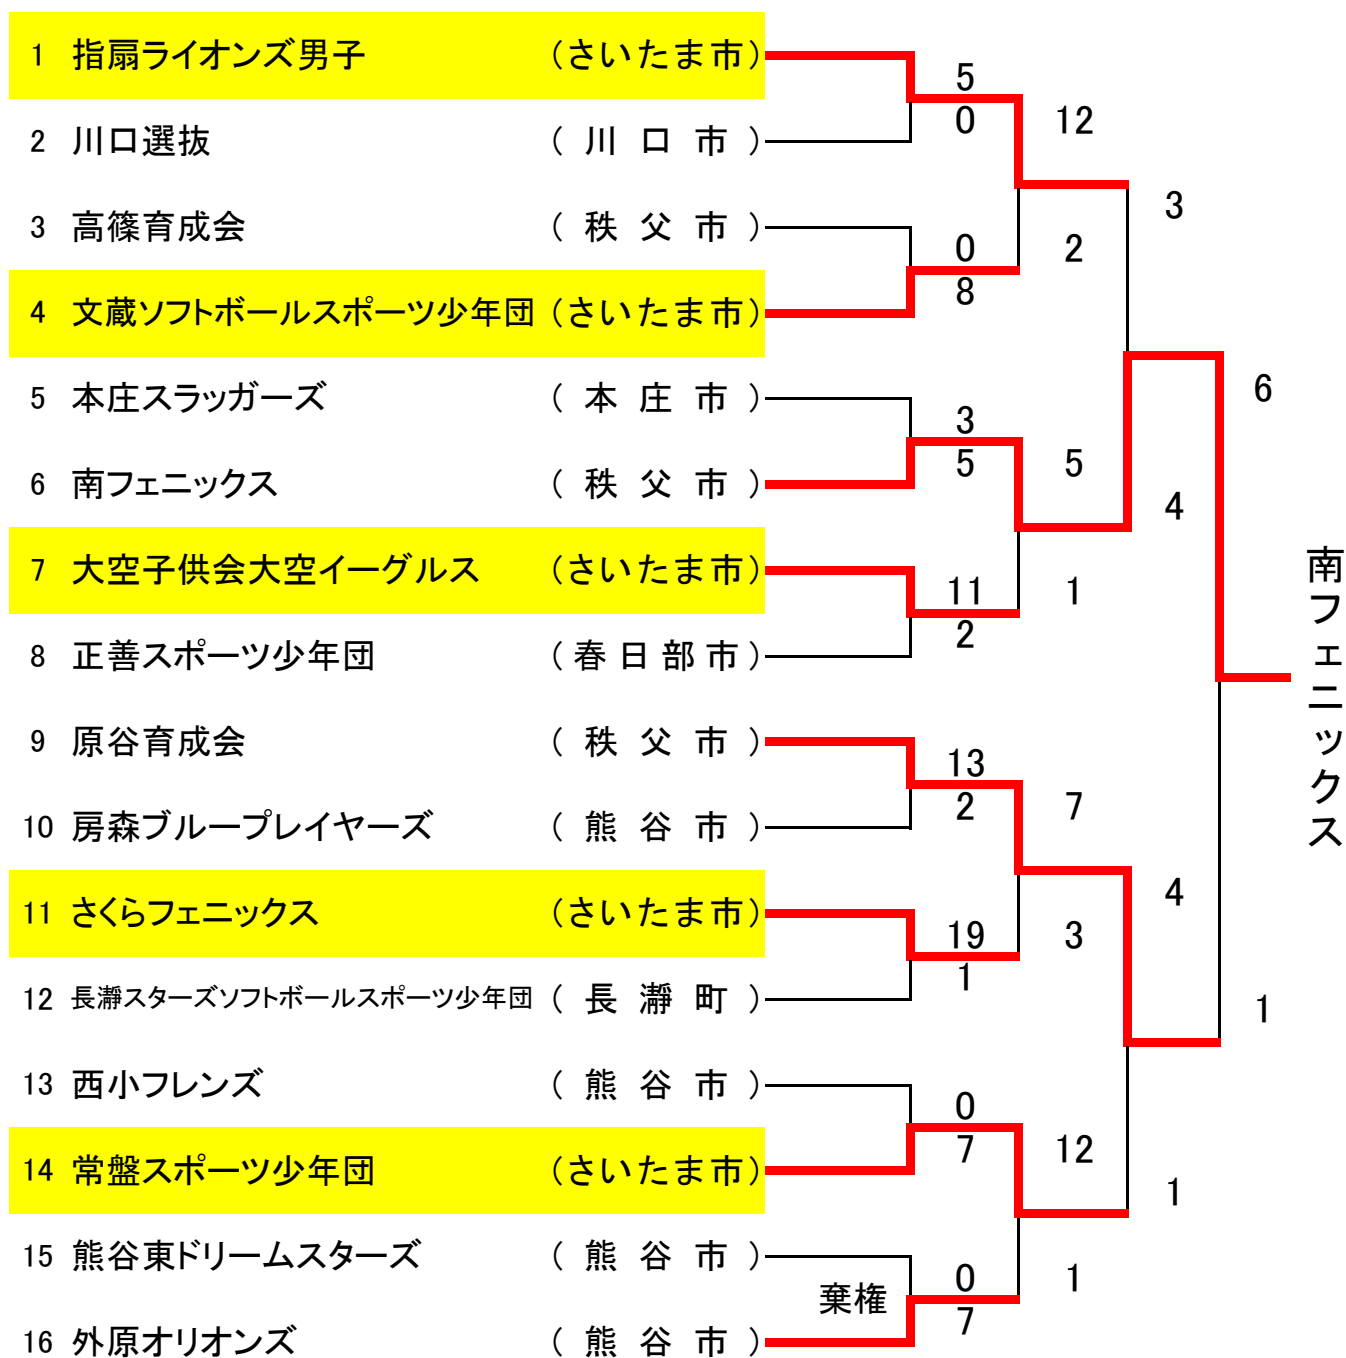 1 指扇ライオンズ男子 (さいたま市)
5
0
12
2 川口選抜 (川口市)
3
3 高篠育成会 (秩父市)
0
8
2
4 文蔵ソフトボールスポーツ少年団 (さいたま市)
6
5 本庄スラッガーズ (本庄市)
3
5
5
6 南フェニックス (秩父市)
4
7 大空子供会大空イーグルス (さいたま市)
11
2
1
8 正善スポーツ少年団 (春日部市)
南フェニックス
9 原谷育成会 (秩父市)
13
2
7
10 房森ブループレイヤーズ (熊谷市)
4
11 さくらフェニックス (さいたま市)
19
1
3
12 長瀞スターズソフトボールスポーツ少年団 (長瀞町)
1
13 西小フレンズ (熊谷市)
0
7
12
14 常盤スポーツ少年団 (さいたま市)
1
15 熊谷東ドリームスターズ (熊谷市)
棄権
0
7
1
16 外原オリオンズ (熊谷市)